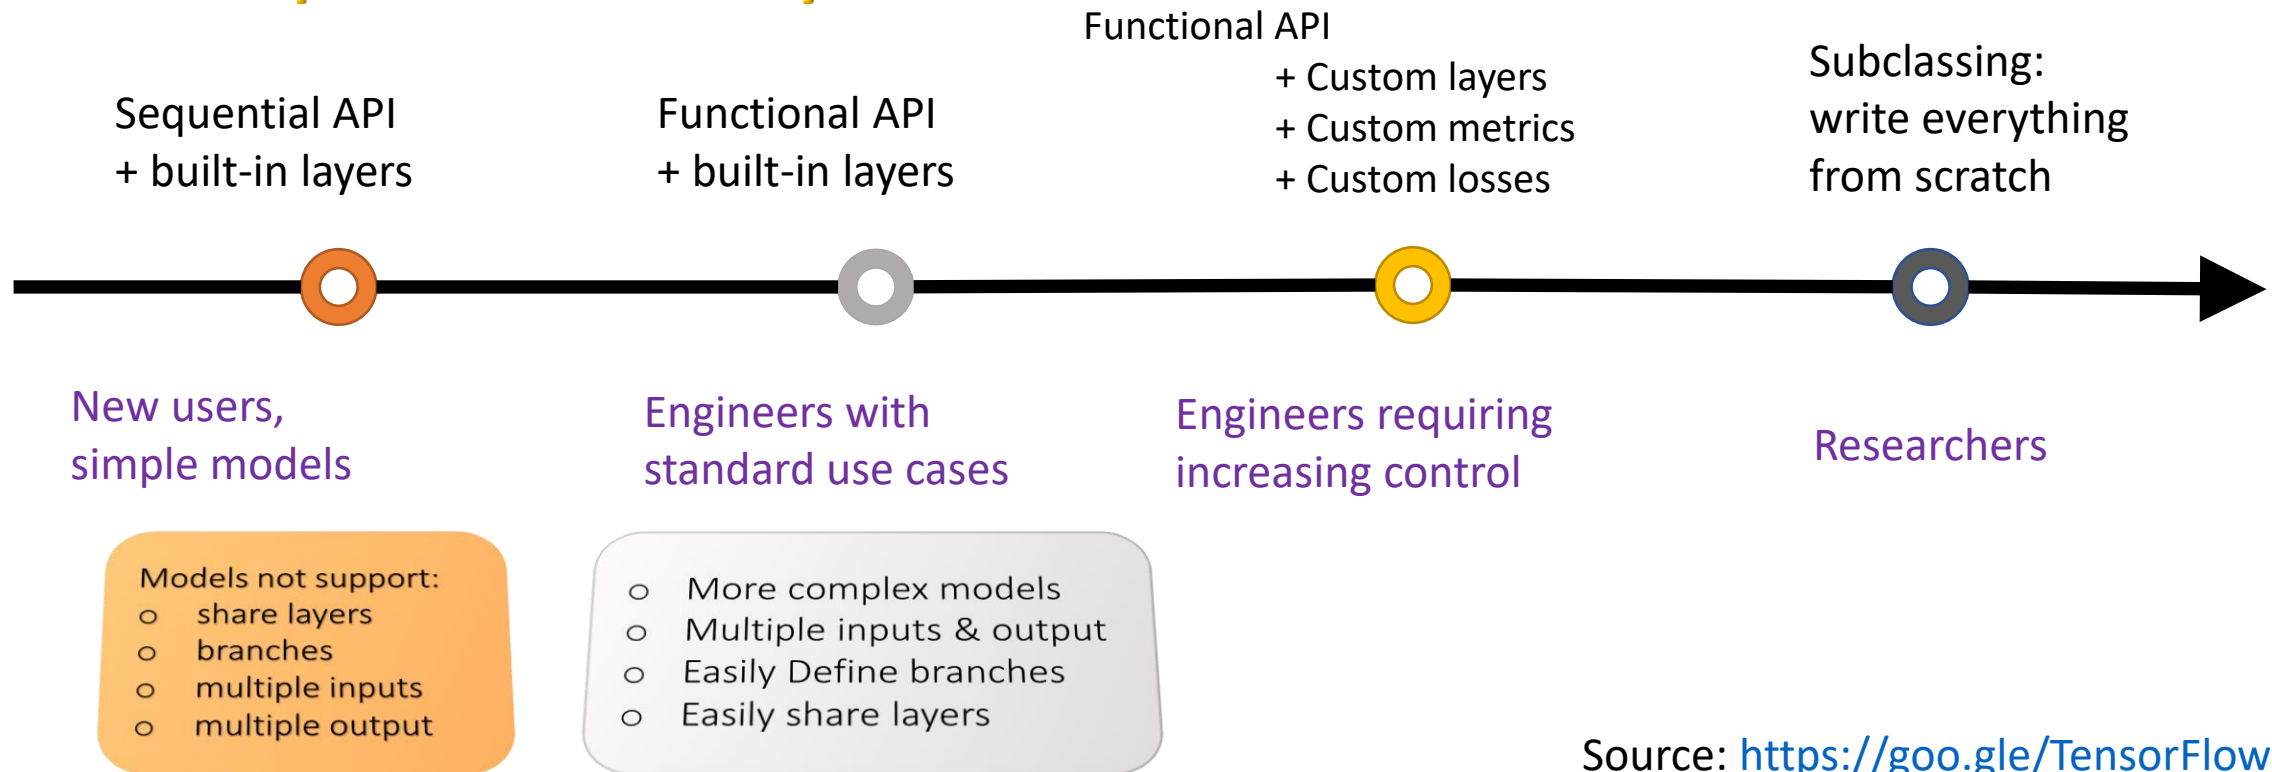 Functional API
+ Custom layers
+ Custom metrics
+ Custom losses
Sequential API
+ built-in layers
Functional API
+ built-in layers
Subclassing:
write everything
from scratch
New users,
simple models
Engineers with
standard use cases
Engineers requiring
increasing control
Researchers
Models not support:
o share layers
o branches
o multiple inputs
o multiple output
o More complex models
o Multiple inputs & output
o Easily Define branches
o Easily share layers
Source: https://goo.gle/TensorFlow